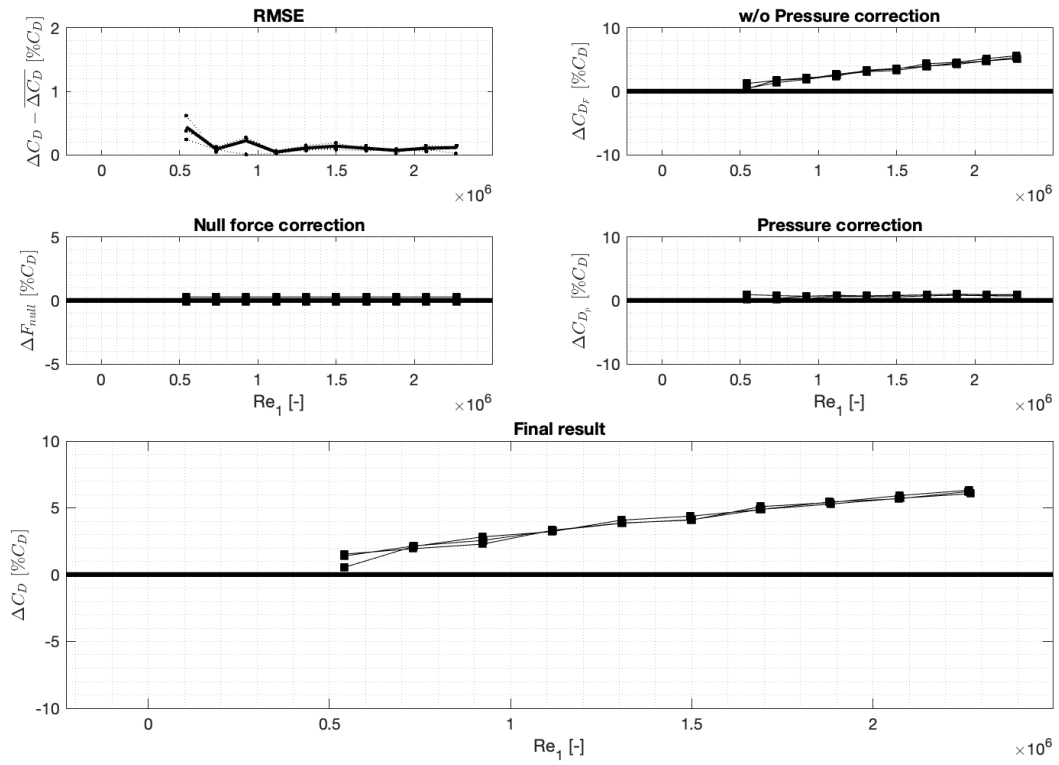 RMSE
ΔC_D − \overline{ΔC_D} [%C_D]
2
1
0
0 0.5 1 1.5 2
×10^6
w/o Pressure correction
ΔC_{D_F} [%C_D]
10
0
-10
0 0.5 1 1.5 2
×10^6
Null force correction
ΔF_{null} [%C_D]
5
0
-5
0 0.5 1 1.5 2
Re_1 [-]
×10^6
Pressure correction
ΔC_{D_p} [%C_D]
10
0
-10
0 0.5 1 1.5 2
Re_1 [-]
×10^6
Final result
ΔC_D [%C_D]
10
5
0
-5
-10
0 0.5 1 1.5 2
Re_1 [-]
×10^6